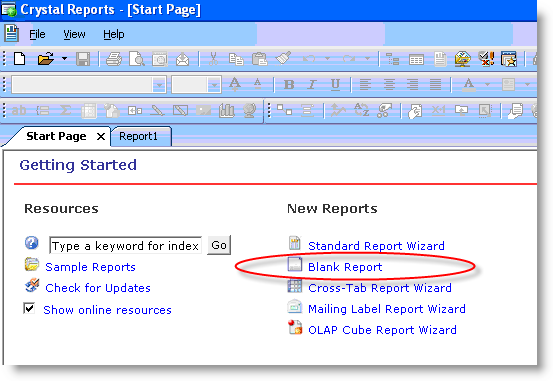 Crystal Reports - [Start Page]
File View Help
B I U A
ab
Start Page X Report1
Getting Started
Resources
Type a keyword for index Go
Sample Reports
Check for Updates
Show online resources
New Reports
Standard Report Wizard
Blank Report
Cross-Tab Report Wizard
Mailing Label Report Wizard
OLAP Cube Report Wizard